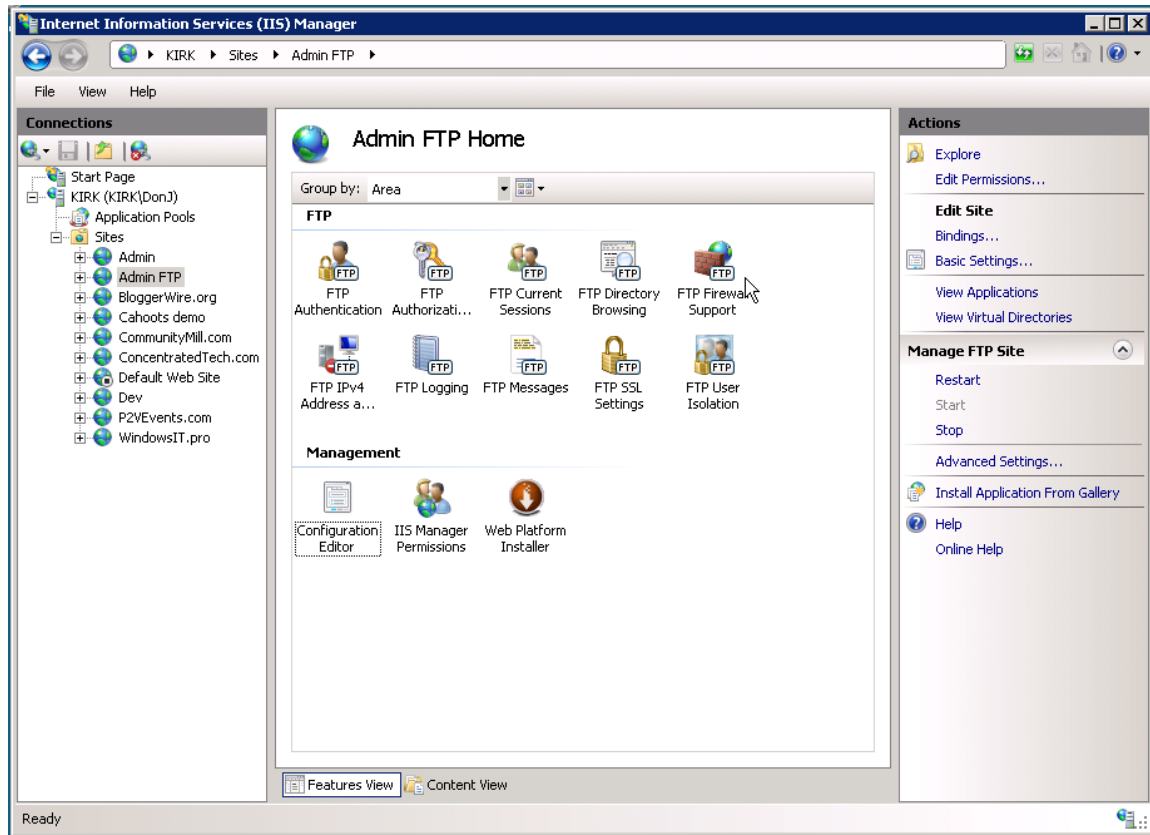 Internet Information Services (IIS) Manager
KIRK Sites Admin FTP
File View Help
Connections
Start Page
KIRK (KIRK\DonJ)
Application Pools
Sites
Admin
Admin FTP
BloggerWire.org
Cahoots demo
CommunityMill.com
ConcentratedTech.com
Default Web Site
Dev
P2VEvents.com
WindowsIT.pro
Admin FTP Home
Group by: Area
FTP
FTP FTP FTP FTP FTP
FTP FTP FTP Current FTP Directory FTP Firewall
Authentication Authorizati... Sessions Browsing Support
FTP FTP FTP FTP FTP
FTP IPv4 FTP Logging FTP Messages FTP SSL FTP User
Address a... Settings Isolation
Management
Configuration IIS Manager Web Platform
Editor Permissions Installer
Features View Content View
Actions
Explore
Edit Permissions...
Edit Site
Bindings...
Basic Settings...
View Applications
View Virtual Directories
Manage FTP Site
Restart
Start
Stop
Advanced Settings...
Install Application From Gallery
Help
Online Help
Ready